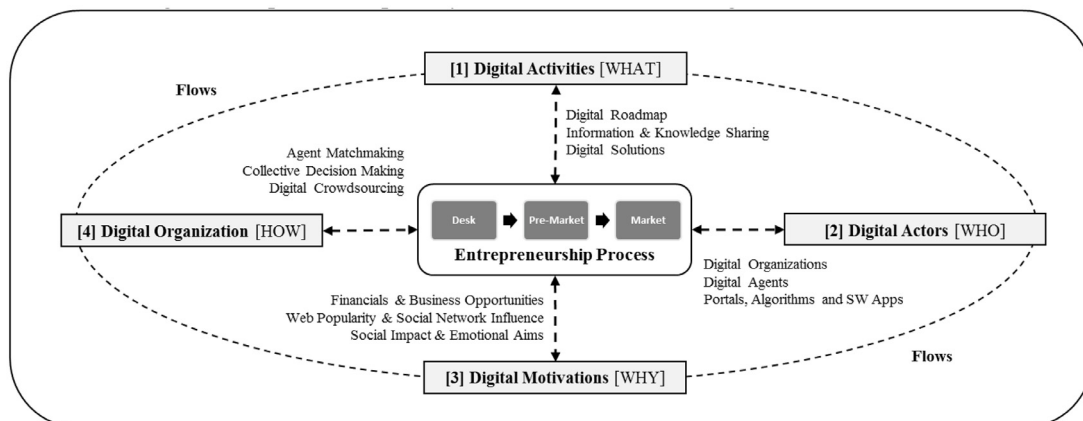 [1] Digital Activities [WHAT]
Flows
Digital Roadmap
Information & Knowledge Sharing
Digital Solutions
Agent Matchmaking
Collective Decision Making
Digital Crowdsourcing
Desk
Pre-Market
Market
Entrepreneurship Process
[4] Digital Organization [HOW]
[2] Digital Actors [WHO]
Digital Organizations
Digital Agents
Portals, Algorithms and SW Apps
Financials & Business Opportunities
Web Popularity & Social Network Influence
Social Impact & Emotional Aims
Flows
[3] Digital Motivations [WHY]